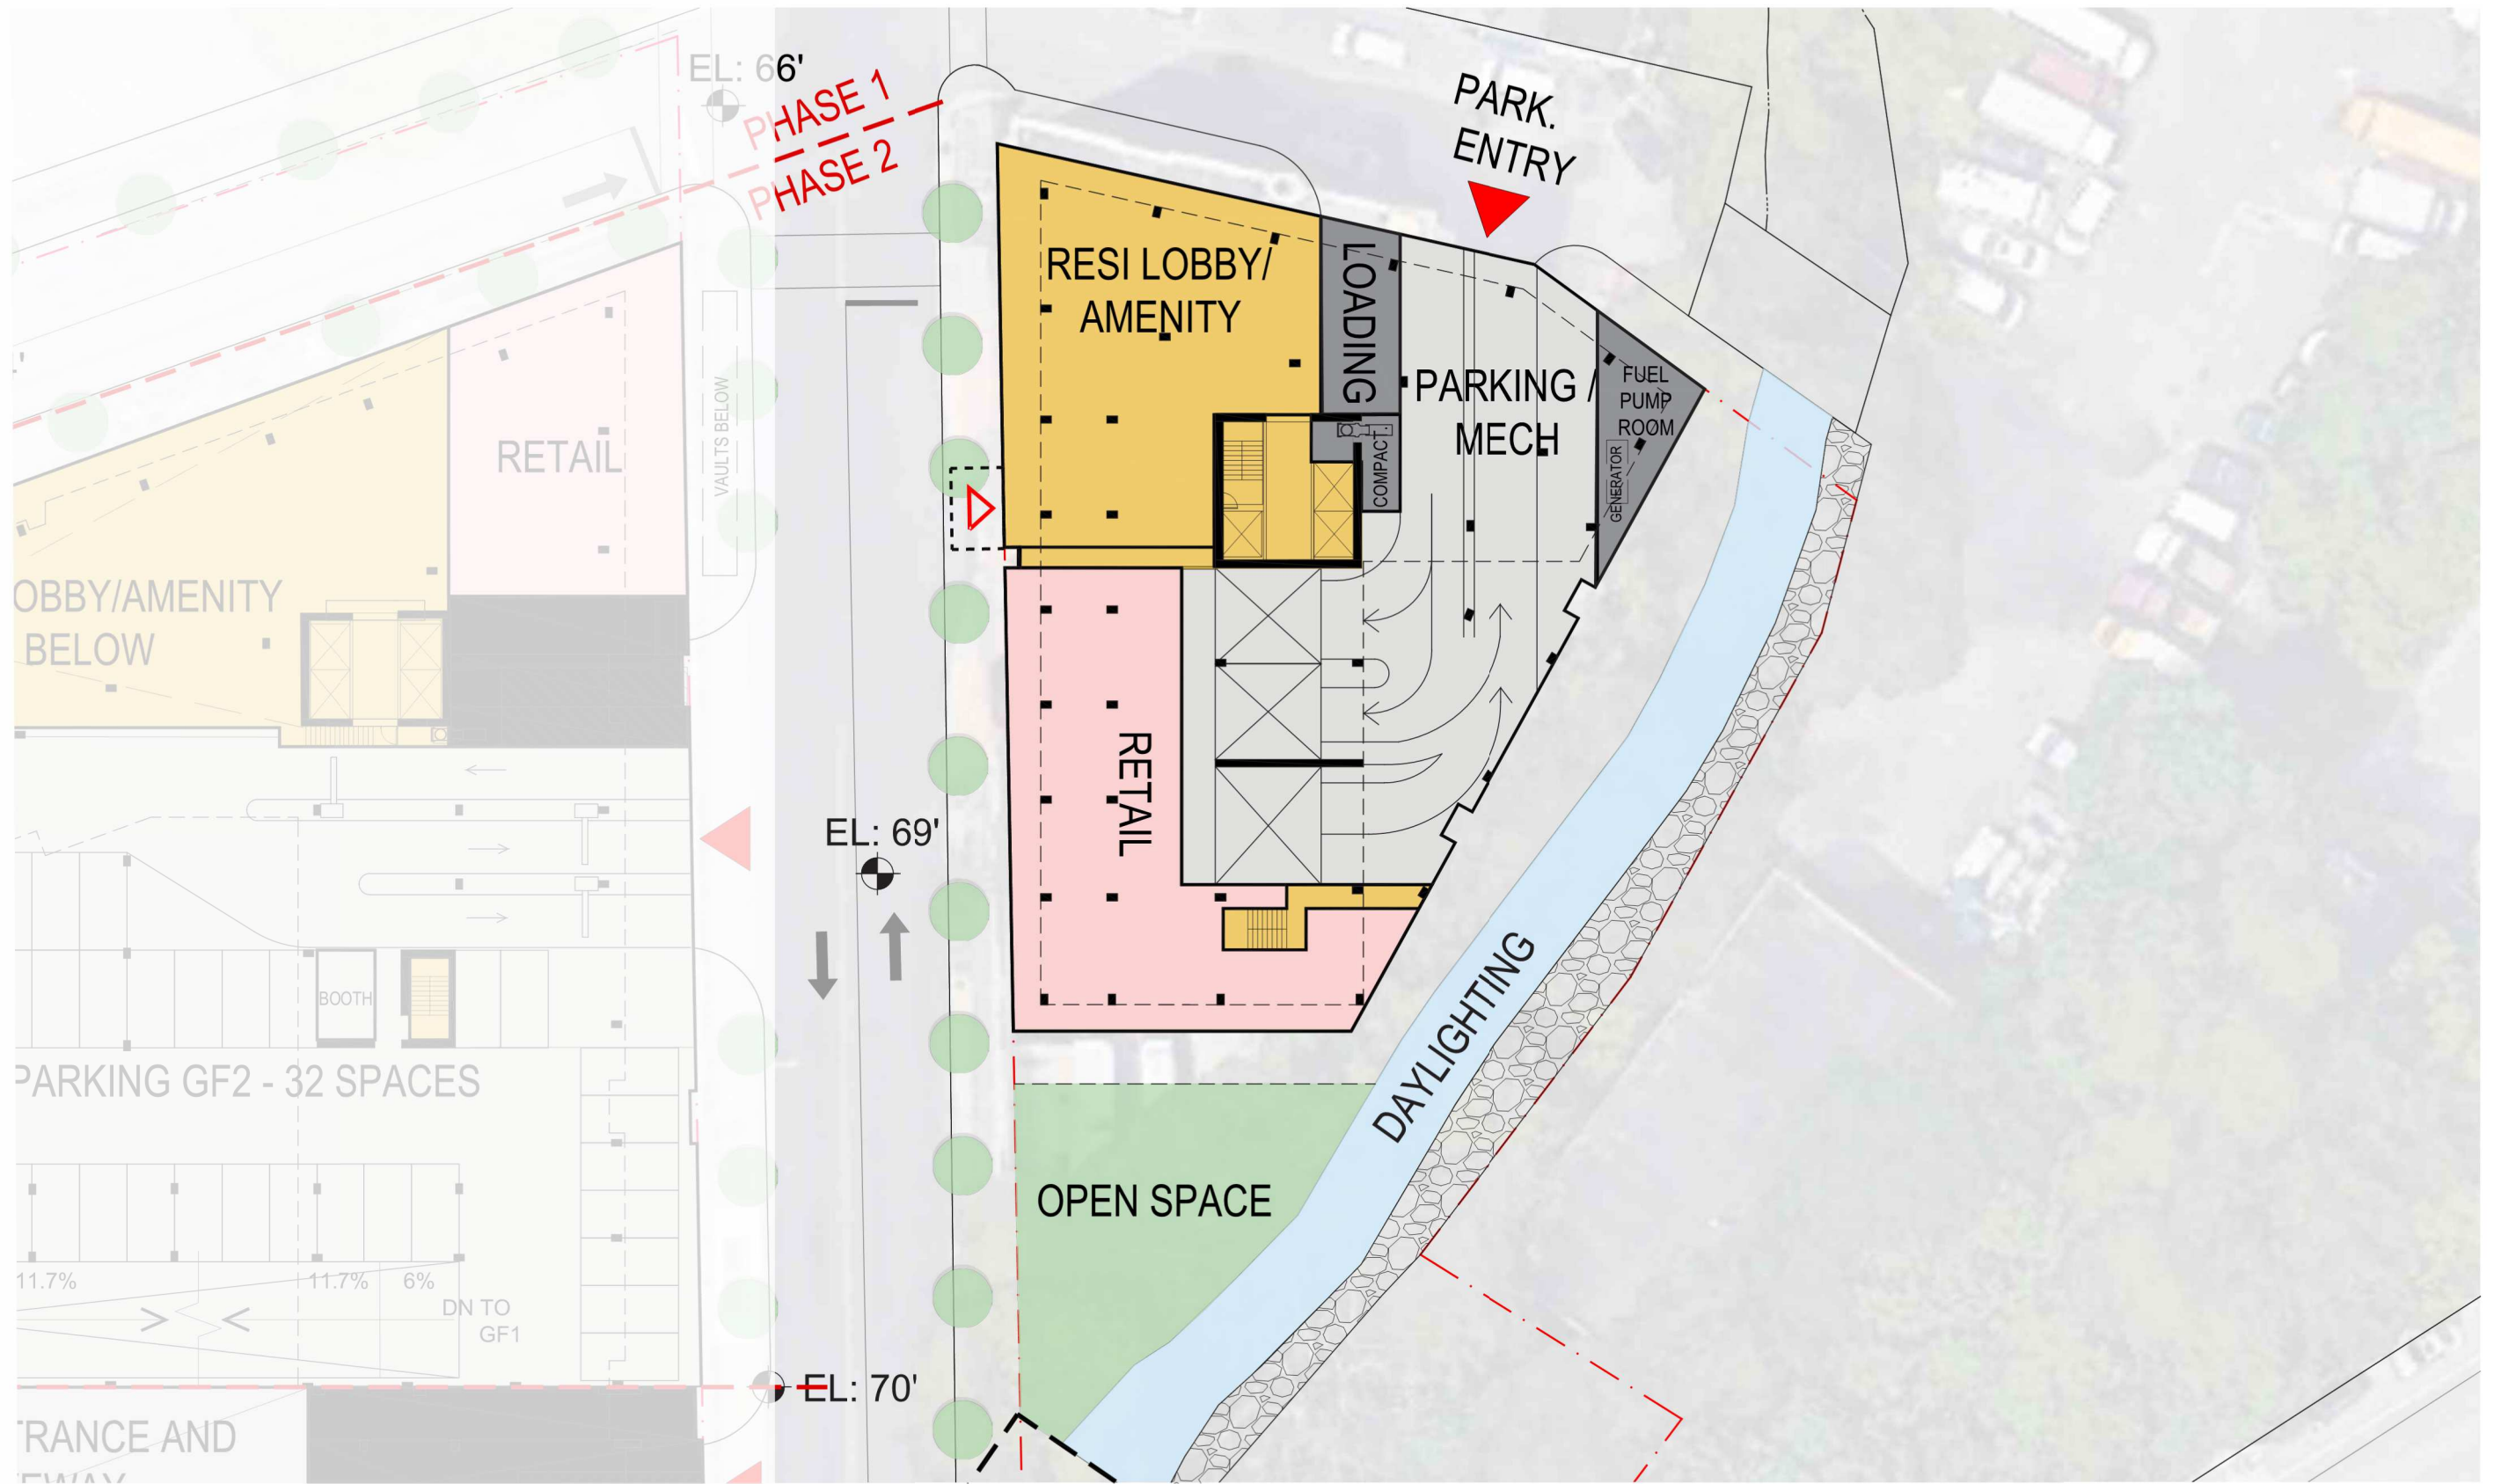 EL: 66'
PHASE 1
PHASE 2
PARK.
ENTRY
RESI LOBBY/
AMENITY
LOADING
PARKING /
MECH
FUEL
PUMP
ROOM
GENERATOR
COMPACT
RETAIL
VAULTS BELOW
OBBY/AMENITY
BELOW
RETAIL
EL: 69'
BOOTH
PARKING GF2 - 32 SPACES
DAYLIGHTING
OPEN SPACE
11.7%
11.7%
6%
DN TO
GF1
EL: 70'
TRANCE AND